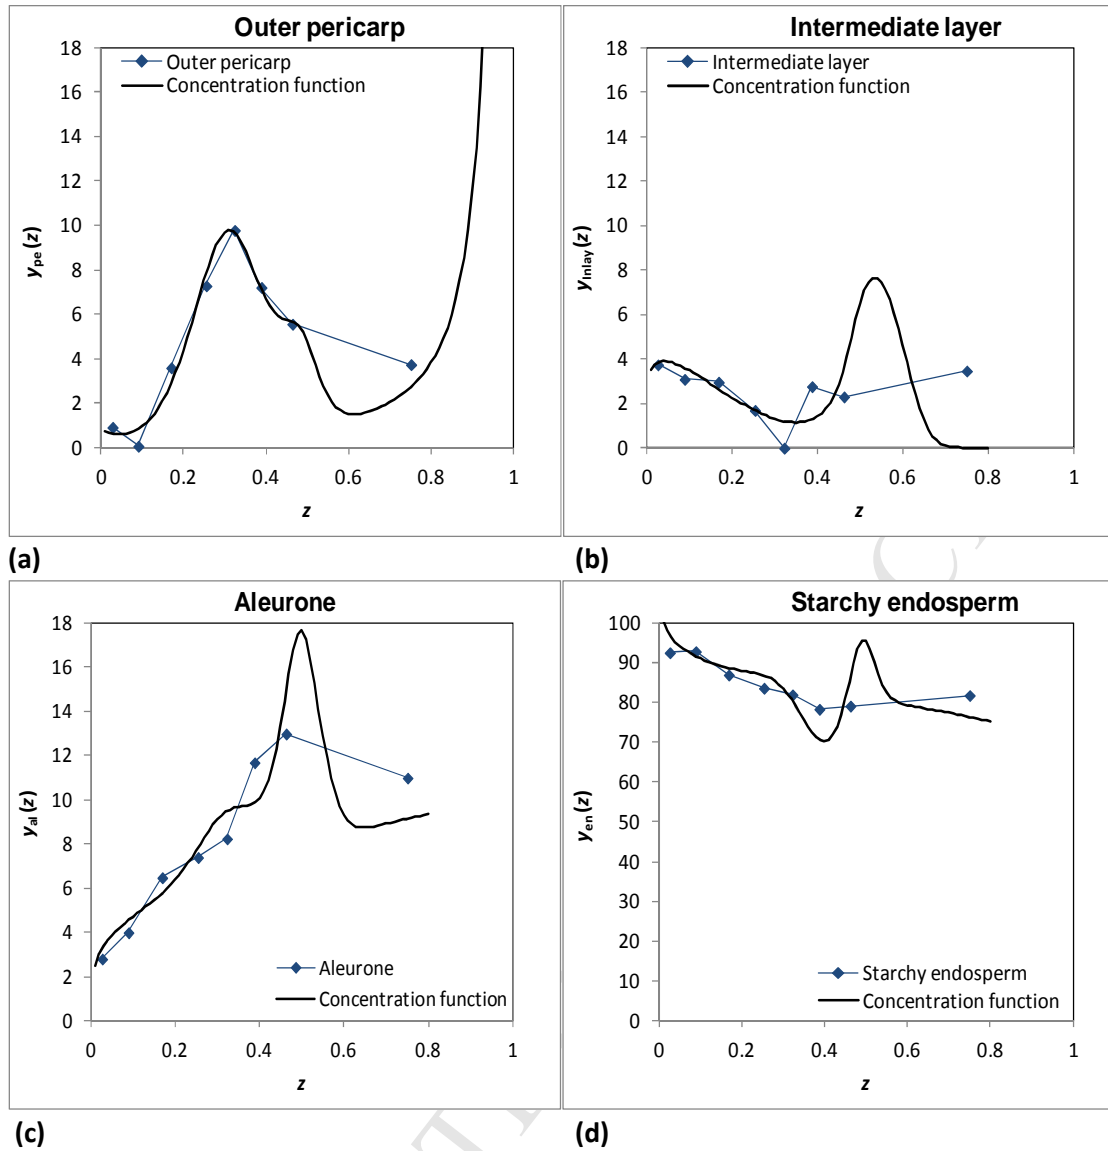 Outer pericarp
18
16
14
12
10
8
6
4
2
0
Outer pericarp
Concentration function
y_pe(z)
0 0.2 0.4 0.6 0.8 1
z
(a)
Intermediate layer
18
16
14
12
10
8
6
4
2
0
Intermediate layer
Concentration function
y_Inlay(z)
0 0.2 0.4 0.6 0.8 1
z
(b)
Aleurone
18
16
14
12
10
8
6
4
2
0
y_al(z)
Aleurone
Concentration function
0 0.2 0.4 0.6 0.8 1
z
(c)
Starchy endosperm
100
90
80
70
60
50
40
30
20
10
0
y_en(z)
Starchy endosperm
Concentration function
0 0.2 0.4 0.6 0.8 1
z
(d)